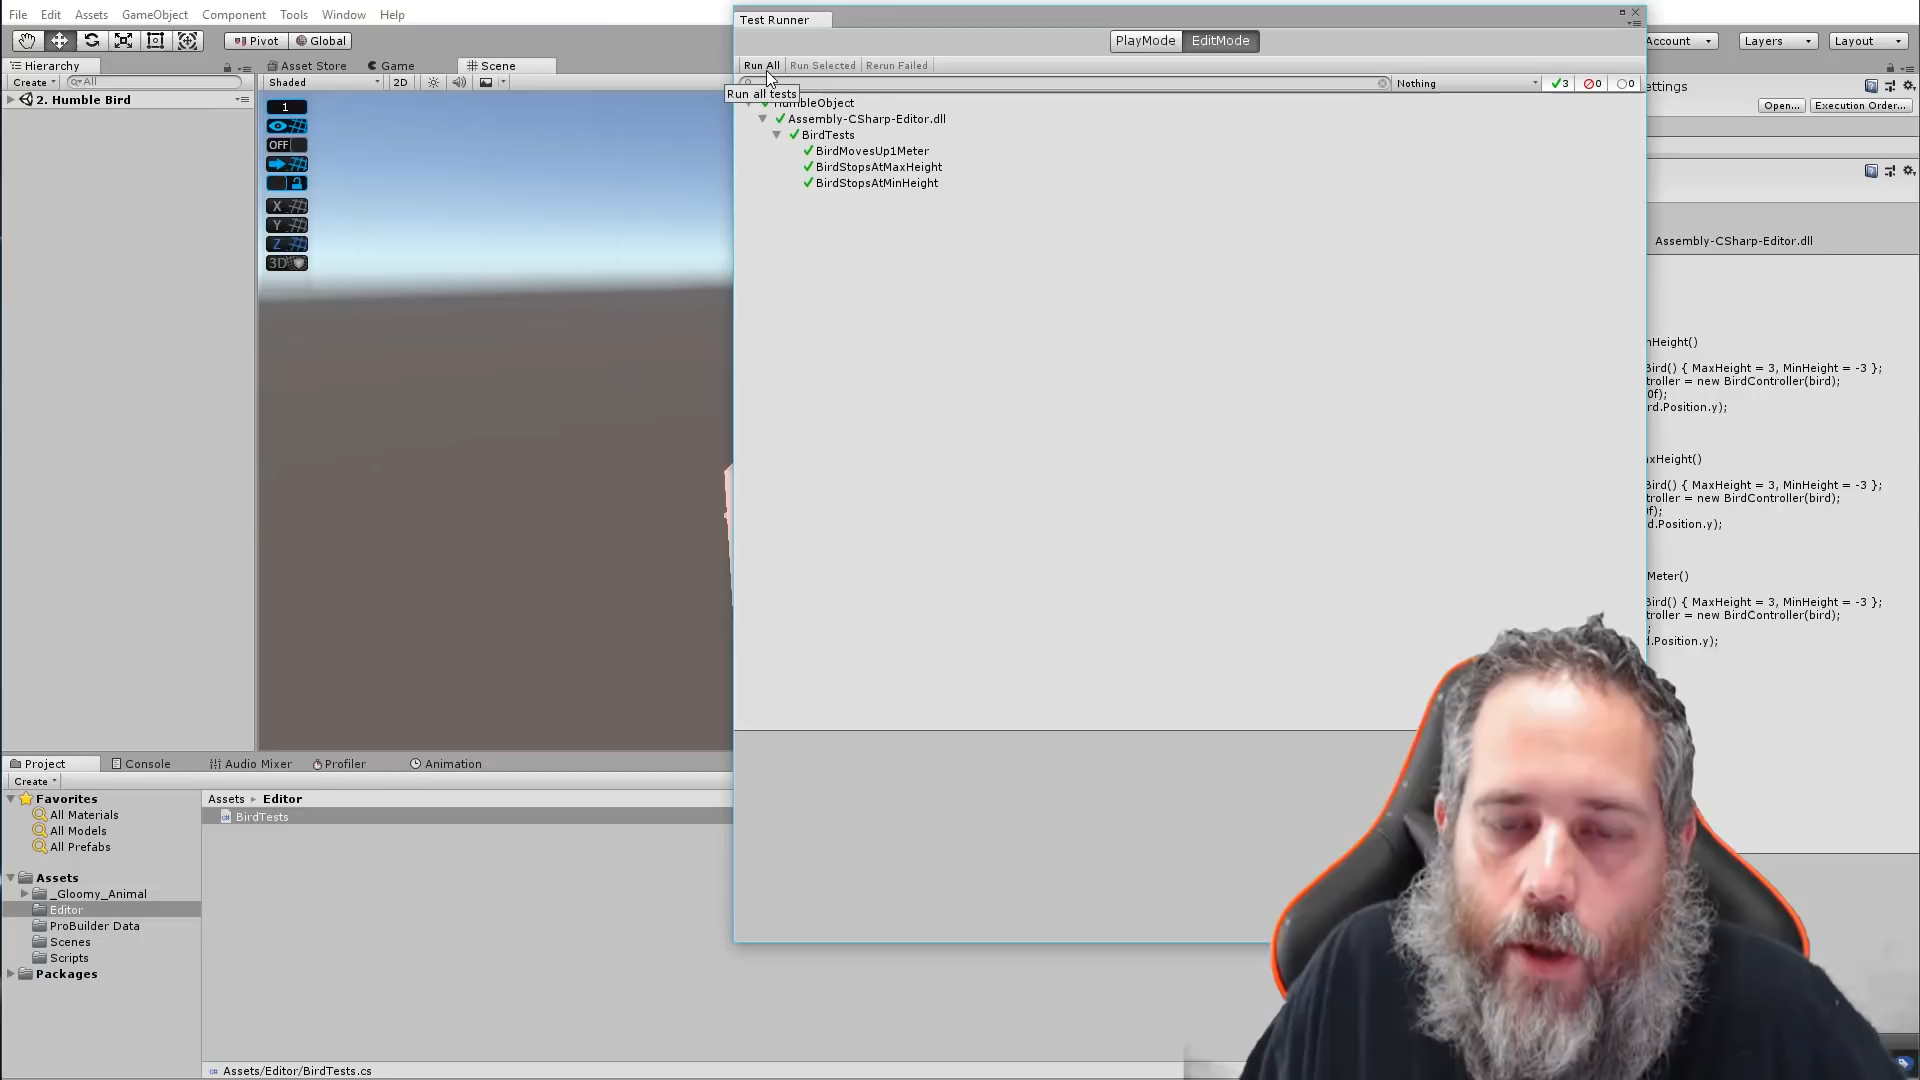 File Edit Assets GameObject Component Tools Window Help
Test Runner
Pivot Global
PlayMode EditMode
Account Layers Layout
Hierarchy
Asset Store Game Scene
Run All Run Selected Rerun Failed
Create All
Shaded 2D
Nothing 3 0 0
ettings
Run all tests
2. Humble Bird
HumbleObject
Open... Execution Order...
1
Assembly-CSharp-Editor.dll
BirdTests
OFF
BirdMovesUp1Meter
BirdStopsAtMaxHeight
BirdStopsAtMinHeight
X
Y
Z
3D
Assembly-CSharp-Editor.dll
nHeight()
Bird() { MaxHeight = 3, MinHeight = -3 };
troller = new BirdController(bird);
0f);
rd.Position.y);
xHeight()
Bird() { MaxHeight = 3, MinHeight = -3 };
troller = new BirdController(bird);
f);
d.Position.y);
Meter()
Bird() { MaxHeight = 3, MinHeight = -3 };
troller = new BirdController(bird);
;
d.Position.y);
Project Console Audio Mixer Profiler Animation
Create
Favorites
All Materials
All Models
All Prefabs
Assets
_Gloomy_Animal
Editor
ProBuilder Data
Scenes
Scripts
Packages
Assets Editor
BirdTests
Assets/Editor/BirdTests.cs